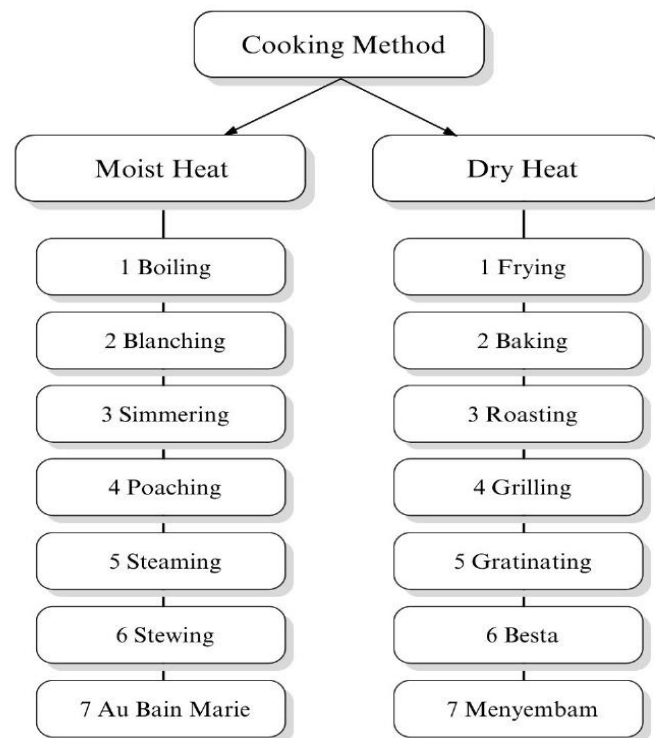 Cooking Method
Moist Heat
1 Boiling
2 Blanching
3 Simmering
4 Poaching
5 Steaming
6 Stewing
7 Au Bain Marie
Dry Heat
1 Frying
2 Baking
3 Roasting
4 Grilling
5 Gratinating
6 Besta
7 Menyembam